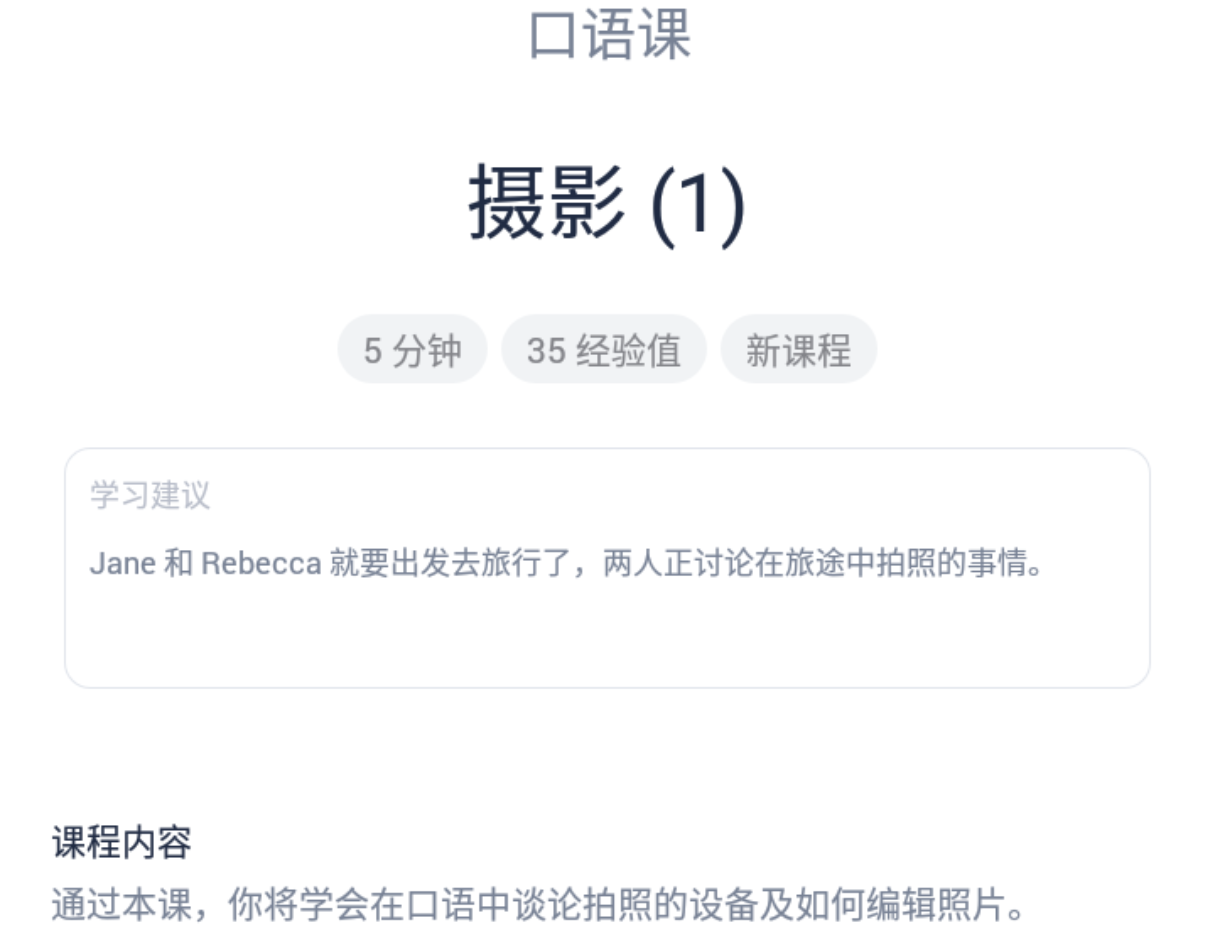 口语课
摄影 (1)
5 分钟 35 经验值 新课程
学习建议
Jane 和 Rebecca 就要出发去旅行了，两人正讨论在旅途中拍照的事情。
课程内容
通过本课，你将学会在口语中谈论拍照的设备及如何编辑照片。